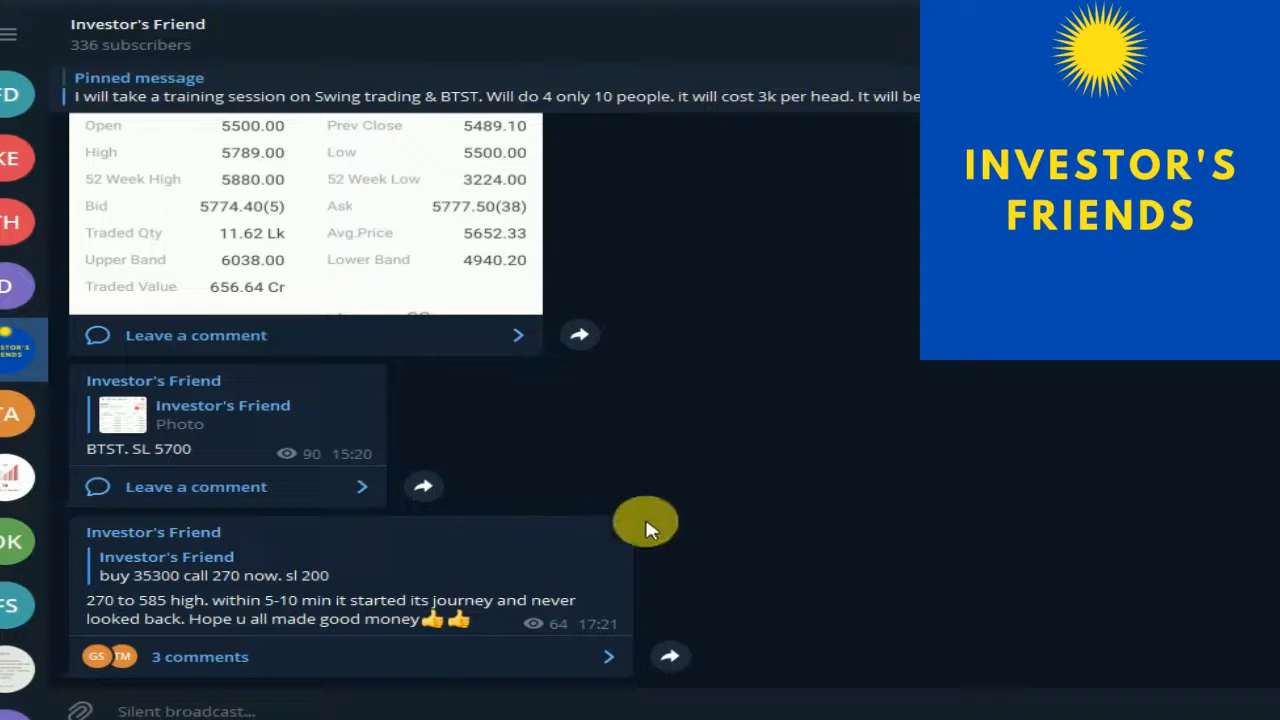 Investor's Friend
336 subscribers
Pinned message
I will take a training session on Swing trading & BTST. Will do 4 only 10 people. it will cost 3k per head. It will be
INVESTOR'S
FRIENDS
Open 5500.00 Prev Close 5489.10
High 5789.00 Low 5500.00
52 Week High 5880.00 52 Week Low 3224.00
Bid 5774.40(5) Ask 5777.50(38)
Traded Qty 11.62 Lk Avg.Price 5652.33
Upper Band 6038.00 Lower Band 4940.20
Traded Value 656.64 Cr
Leave a comment
Investor's Friend
Investor's Friend
Photo
BTST. SL 5700 90 15:20
Leave a comment
Investor's Friend
Investor's Friend
buy 35300 call 270 now. sl 200
270 to 585 high. within 5-10 min it started its journey and never
looked back. Hope u all made good money👍👍 64 17:21
GS TM 3 comments
Silent broadcast...
FD
KE
TH
D
STOR'S
ENDS
TA
OK
FS